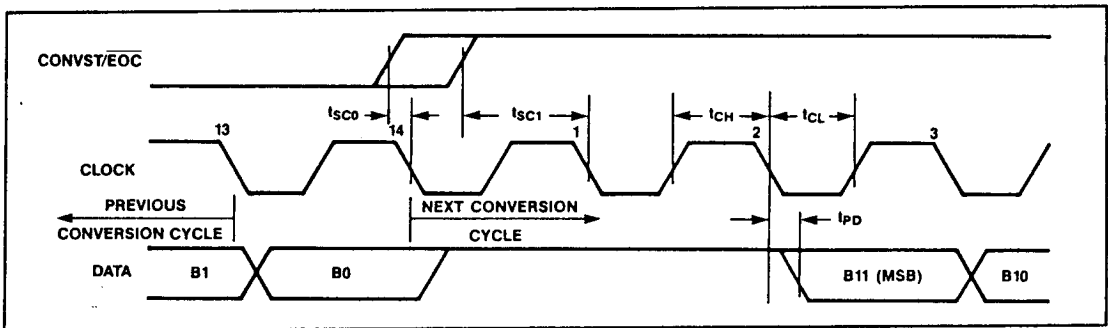 CONVST/EOC
tSC0
tSC1
tCH
tCL
13
14
1
2
3
CLOCK
PREVIOUS
CONVERSION CYCLE
NEXT CONVERSION
CYCLE
tPD
DATA
B1
B0
B11 (MSB)
B10